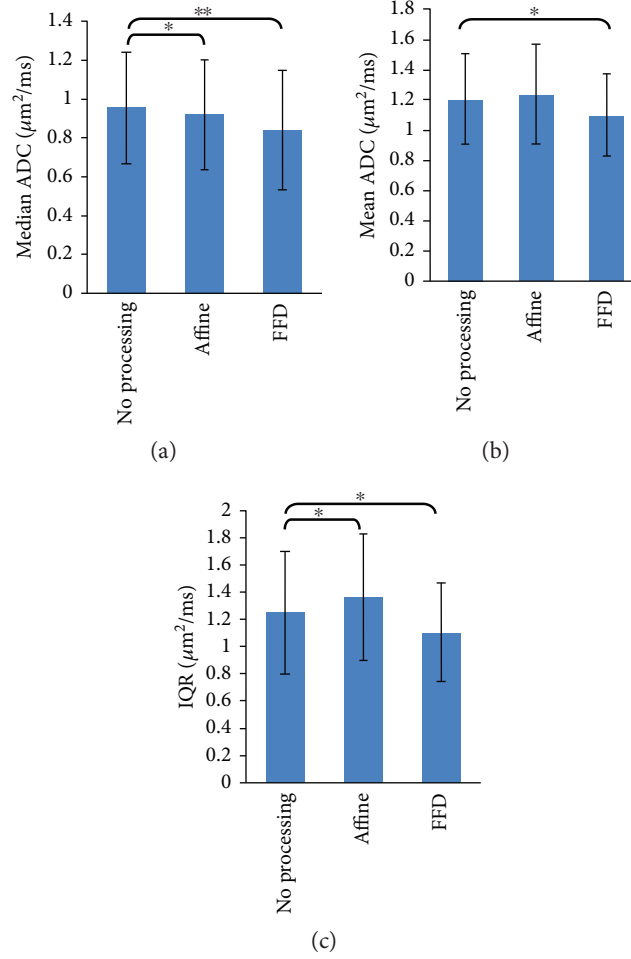 **
*
1.4
1.2
1
0.8
0.6
0.4
0.2
0
Median ADC (μm²/ms)
No processing
Affine
FFD
(a)
*
1.8
1.6
1.4
1.2
1
0.8
0.6
0.4
0.2
0
Mean ADC (μm²/ms)
No processing
Affine
FFD
(b)
*
*
2
1.8
1.6
1.4
1.2
1
0.8
0.6
0.4
0.2
0
IQR (μm²/ms)
No processing
Affine
FFD
(c)